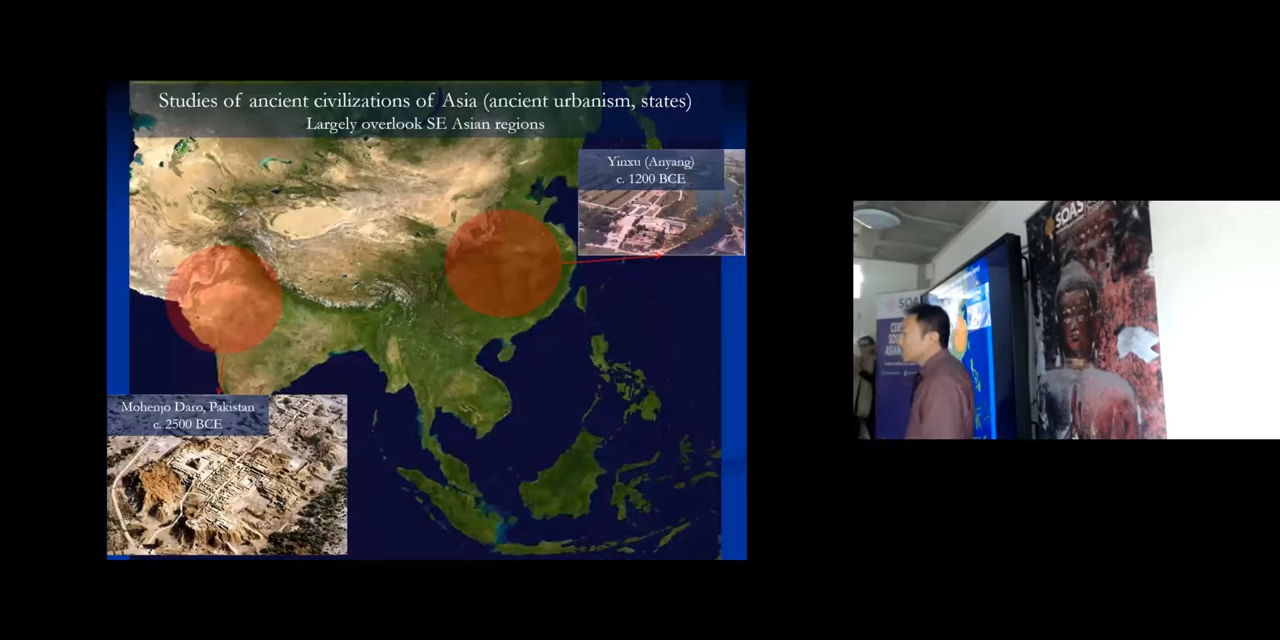 Studies of ancient civilizations of Asia (ancient urbanism, states)
Largely overlook SE Asian regions
Yinxu (Anyang)
c. 1200 BCE
Mohenjo Daro, Pakistan
c. 2500 BCE
SOAS
SOAS